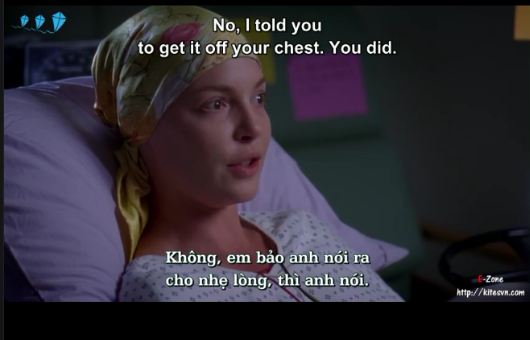 No, I told you
to get it off your chest. You did.
Không, em bảo anh nói ra
cho nhẹ lòng, thì anh nói.
E-Zone
http://kitesvn.com